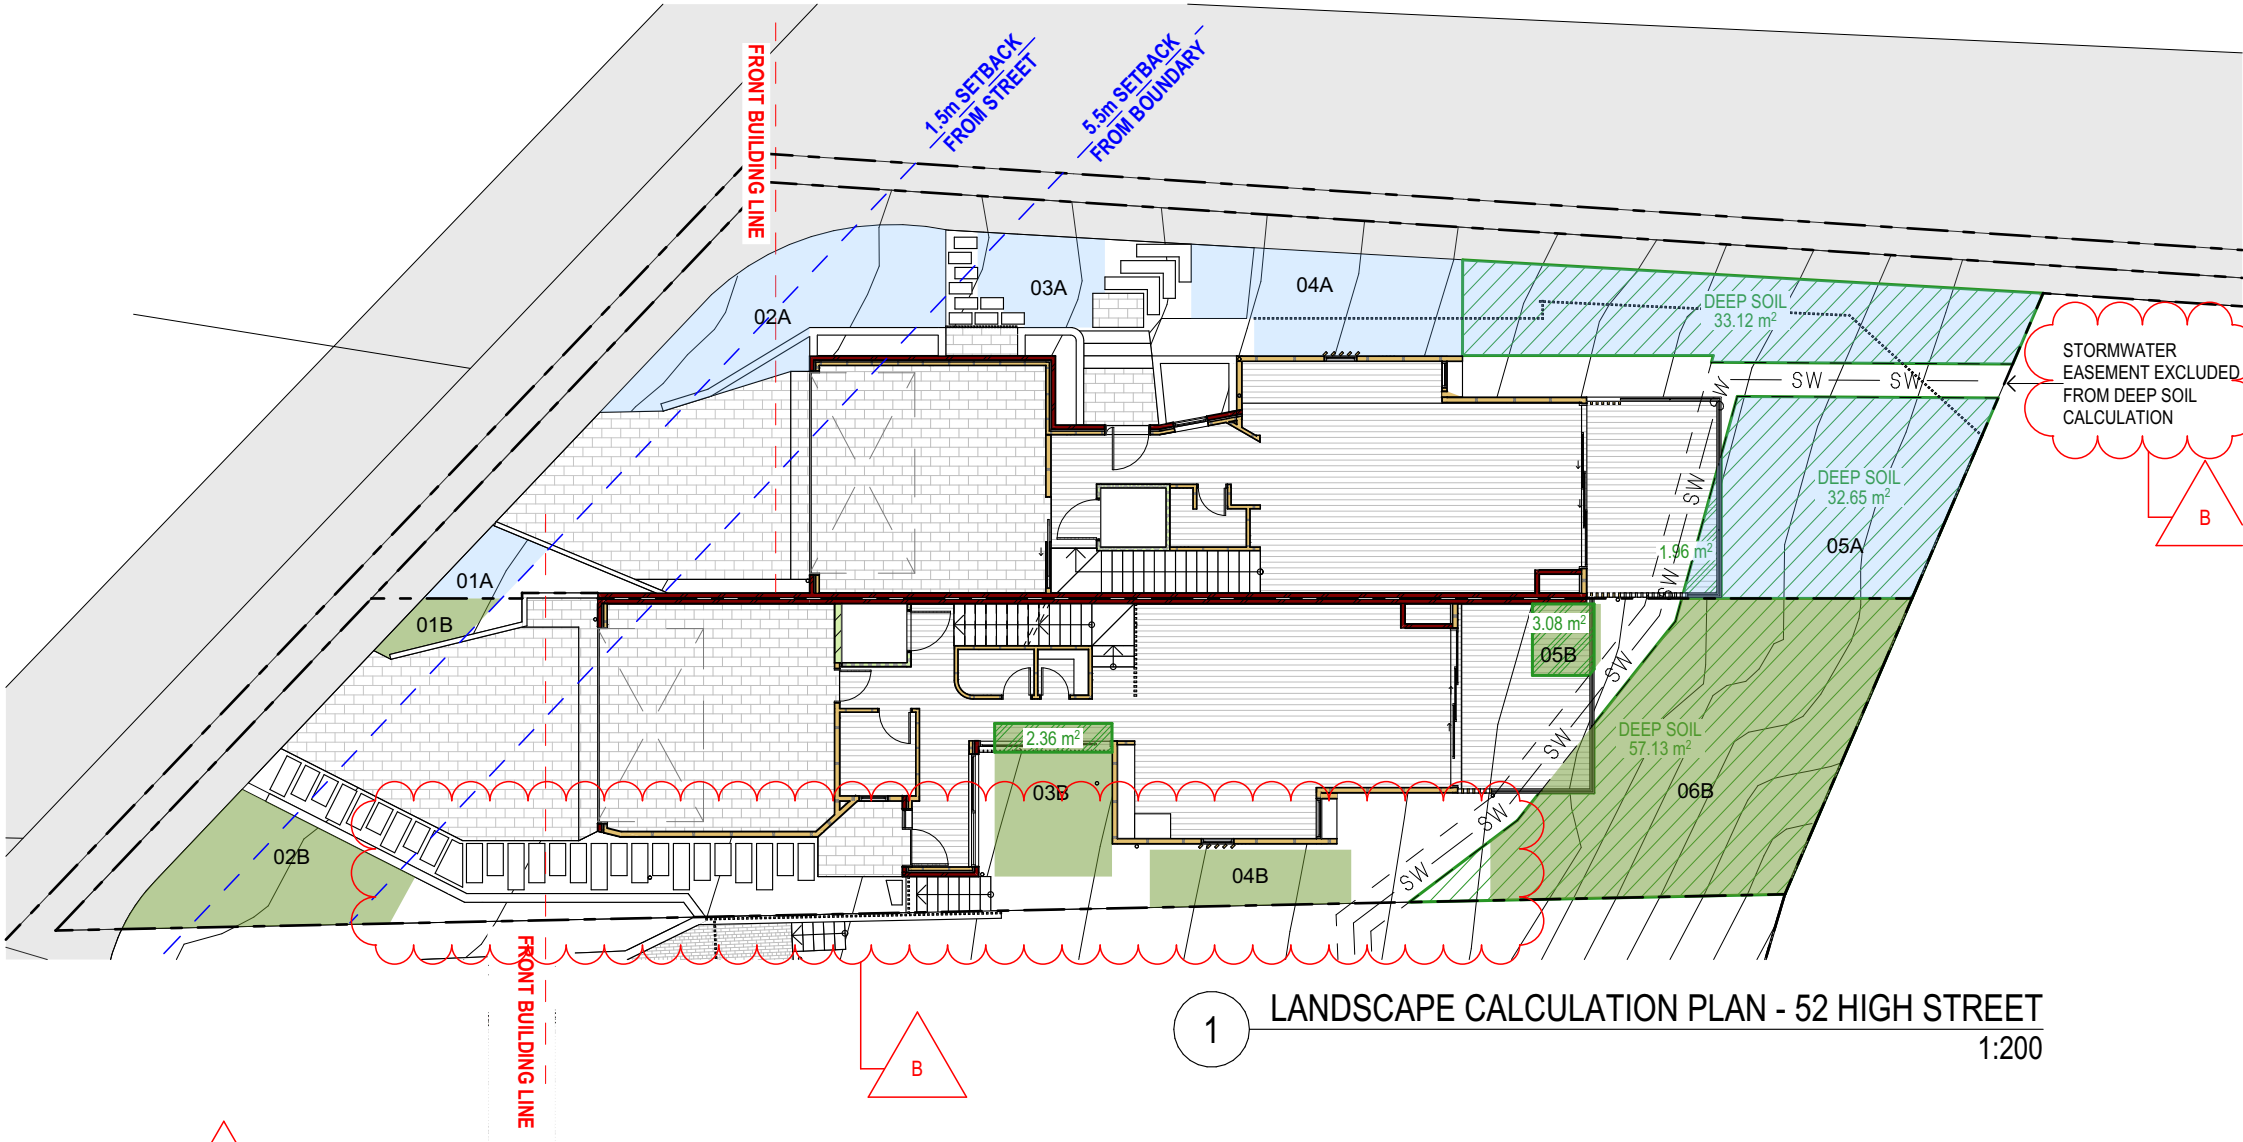 FRONT BUILDING LINE
1.5m SETBACK
FROM STREET
5.5m SETBACK
FROM BOUNDARY
02A
03A
04A
DEEP SOIL
33.12 m²
STORMWATER
EASEMENT EXCLUDED
FROM DEEP SOIL
CALCULATION
SW
SW
SW
SW
SW
DEEP SOIL
32.65 m²
B
1.96 m²
05A
01A
01B
3.08 m²
05B
SW
SW
SW
SW
DEEP SOIL
57.13 m²
2.36 m²
03B
06B
02B
04B
FRONT BUILDING LINE
B
1
LANDSCAPE CALCULATION PLAN - 52 HIGH STREET
1:200